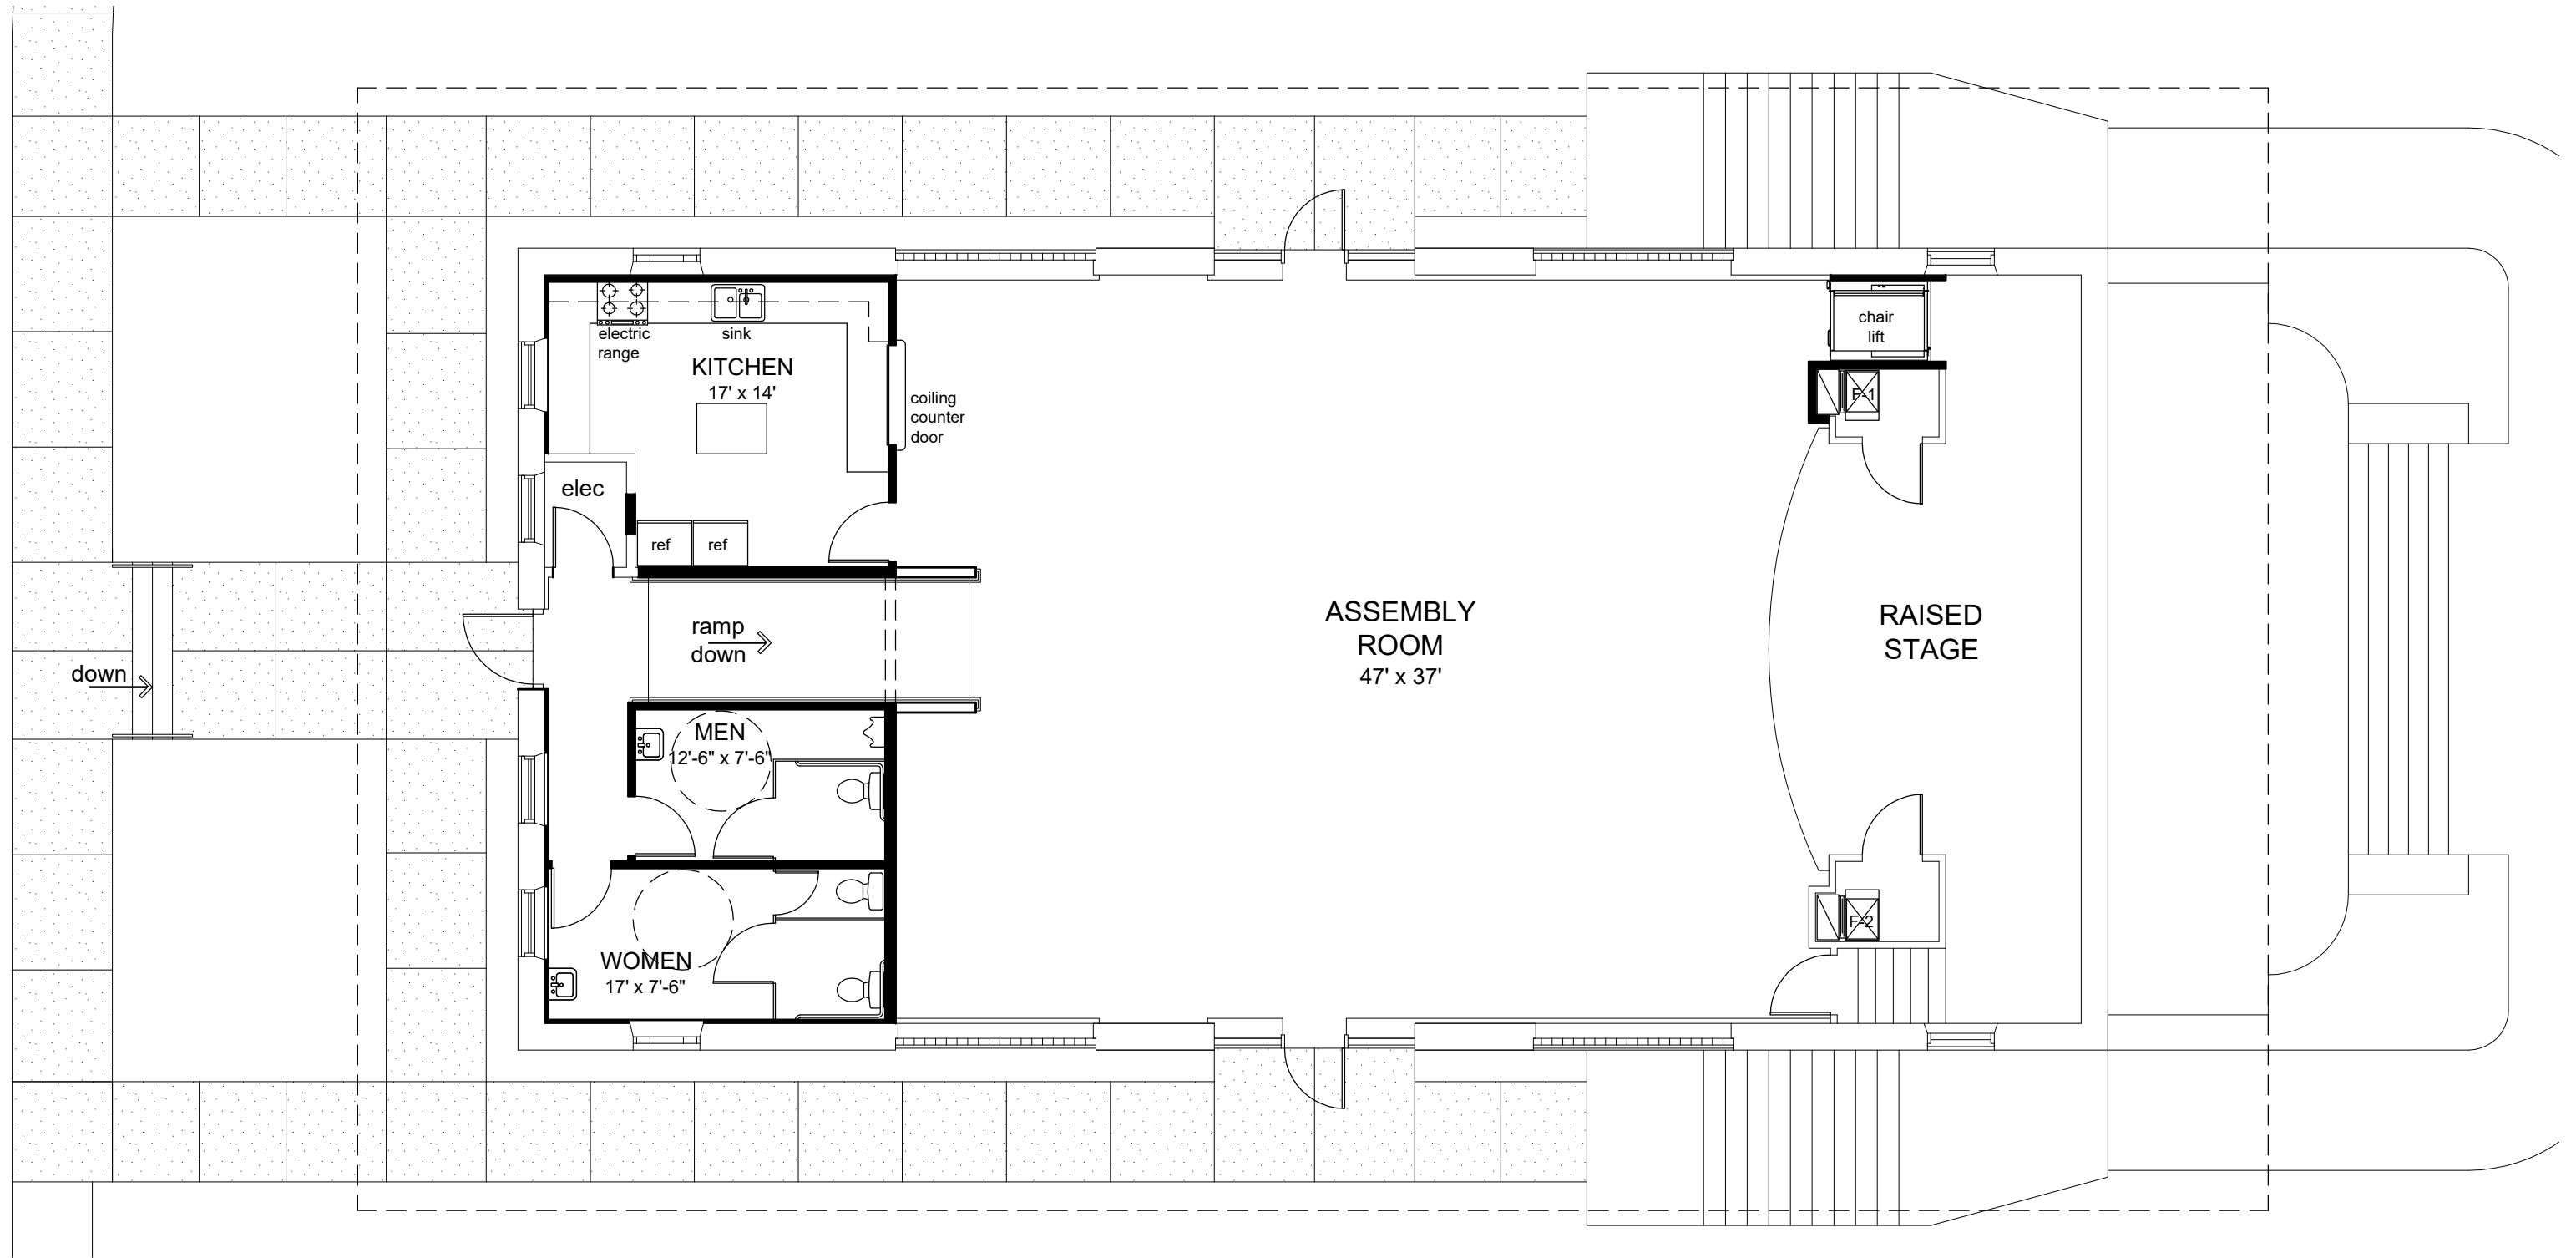 electric
range
sink
KITCHEN
17' x 14'
coiling
counter
door
elec
ref
ref
chair
lift
F-1
ramp
down
down
ASSEMBLY
ROOM
47' x 37'
RAISED
STAGE
MEN
12'-6" x 7'-6"
WOMEN
17' x 7'-6"
F-2